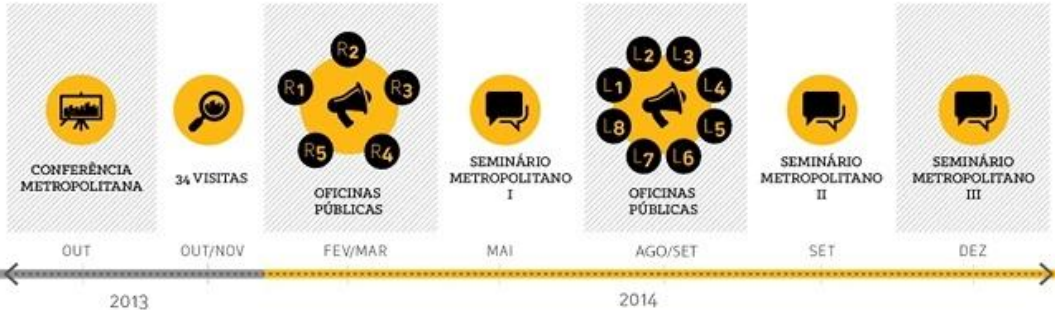 R1
R2
R3
R4
R5
L1
L2
L3
L4
L5
L6
L7
L8
CONFERÊNCIA
METROPOLITANA
34 VISITAS
OFICINAS
PÚBLICAS
SEMINÁRIO
METROPOLITANO
I
OFICINAS
PÚBLICAS
SEMINÁRIO
METROPOLITANO
II
SEMINÁRIO
METROPOLITANO
III
OUT
OUT/NOV
FEV/MAR
MAI
AGO/SET
SET
DEZ
2013
2014